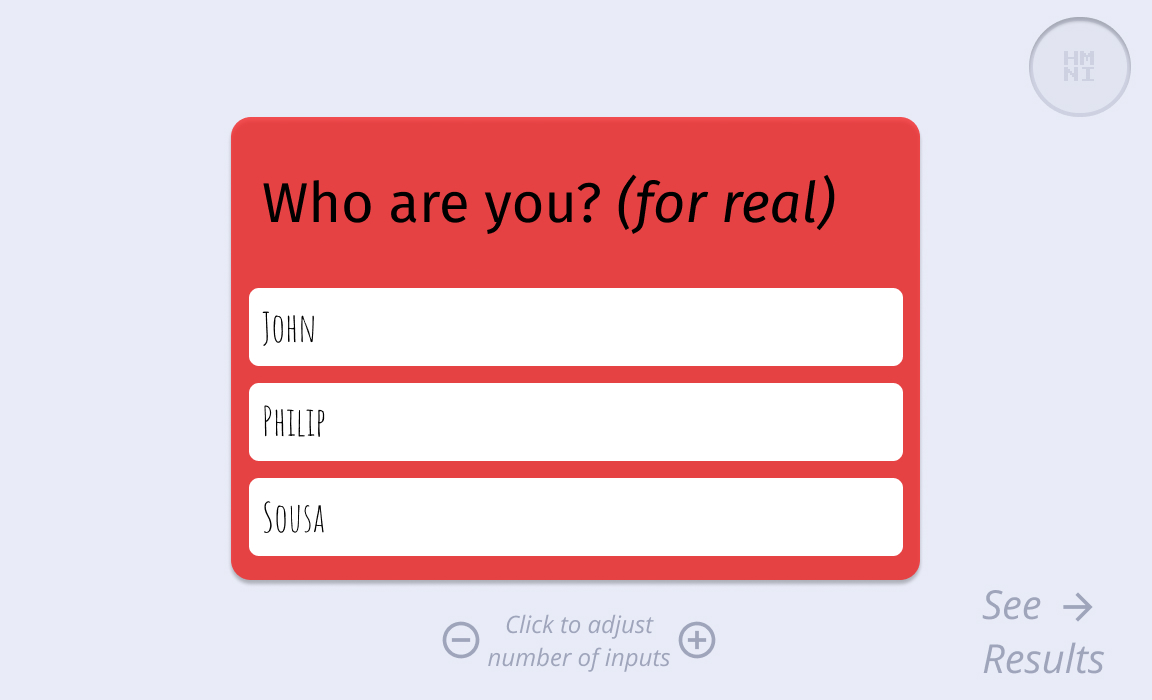 HM
NI
Who are you? (for real)
John
Philip
Sousa
Click to adjust
number of inputs
See →
Results